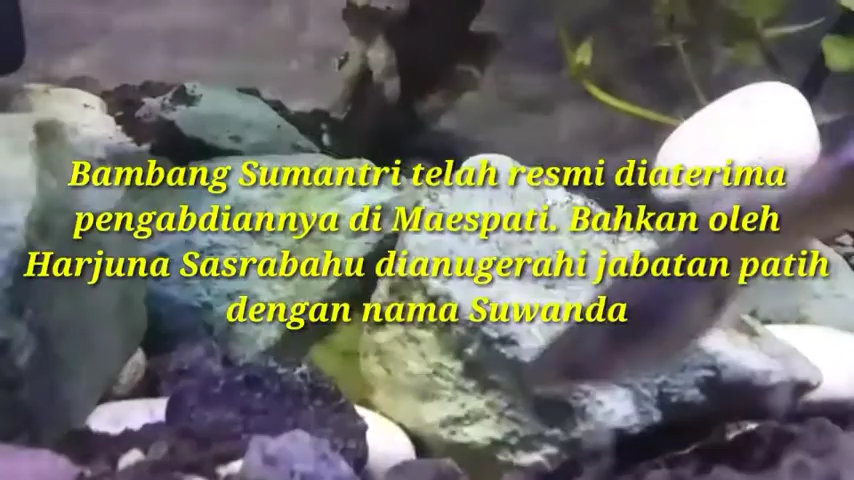 Bambang Sumantri telah resmi diaterima
pengabdiannya di Maespati. Bahkan oleh
Harjuna Sasrabahu dianugerahi jabatan patih
dengan nama Suwanda